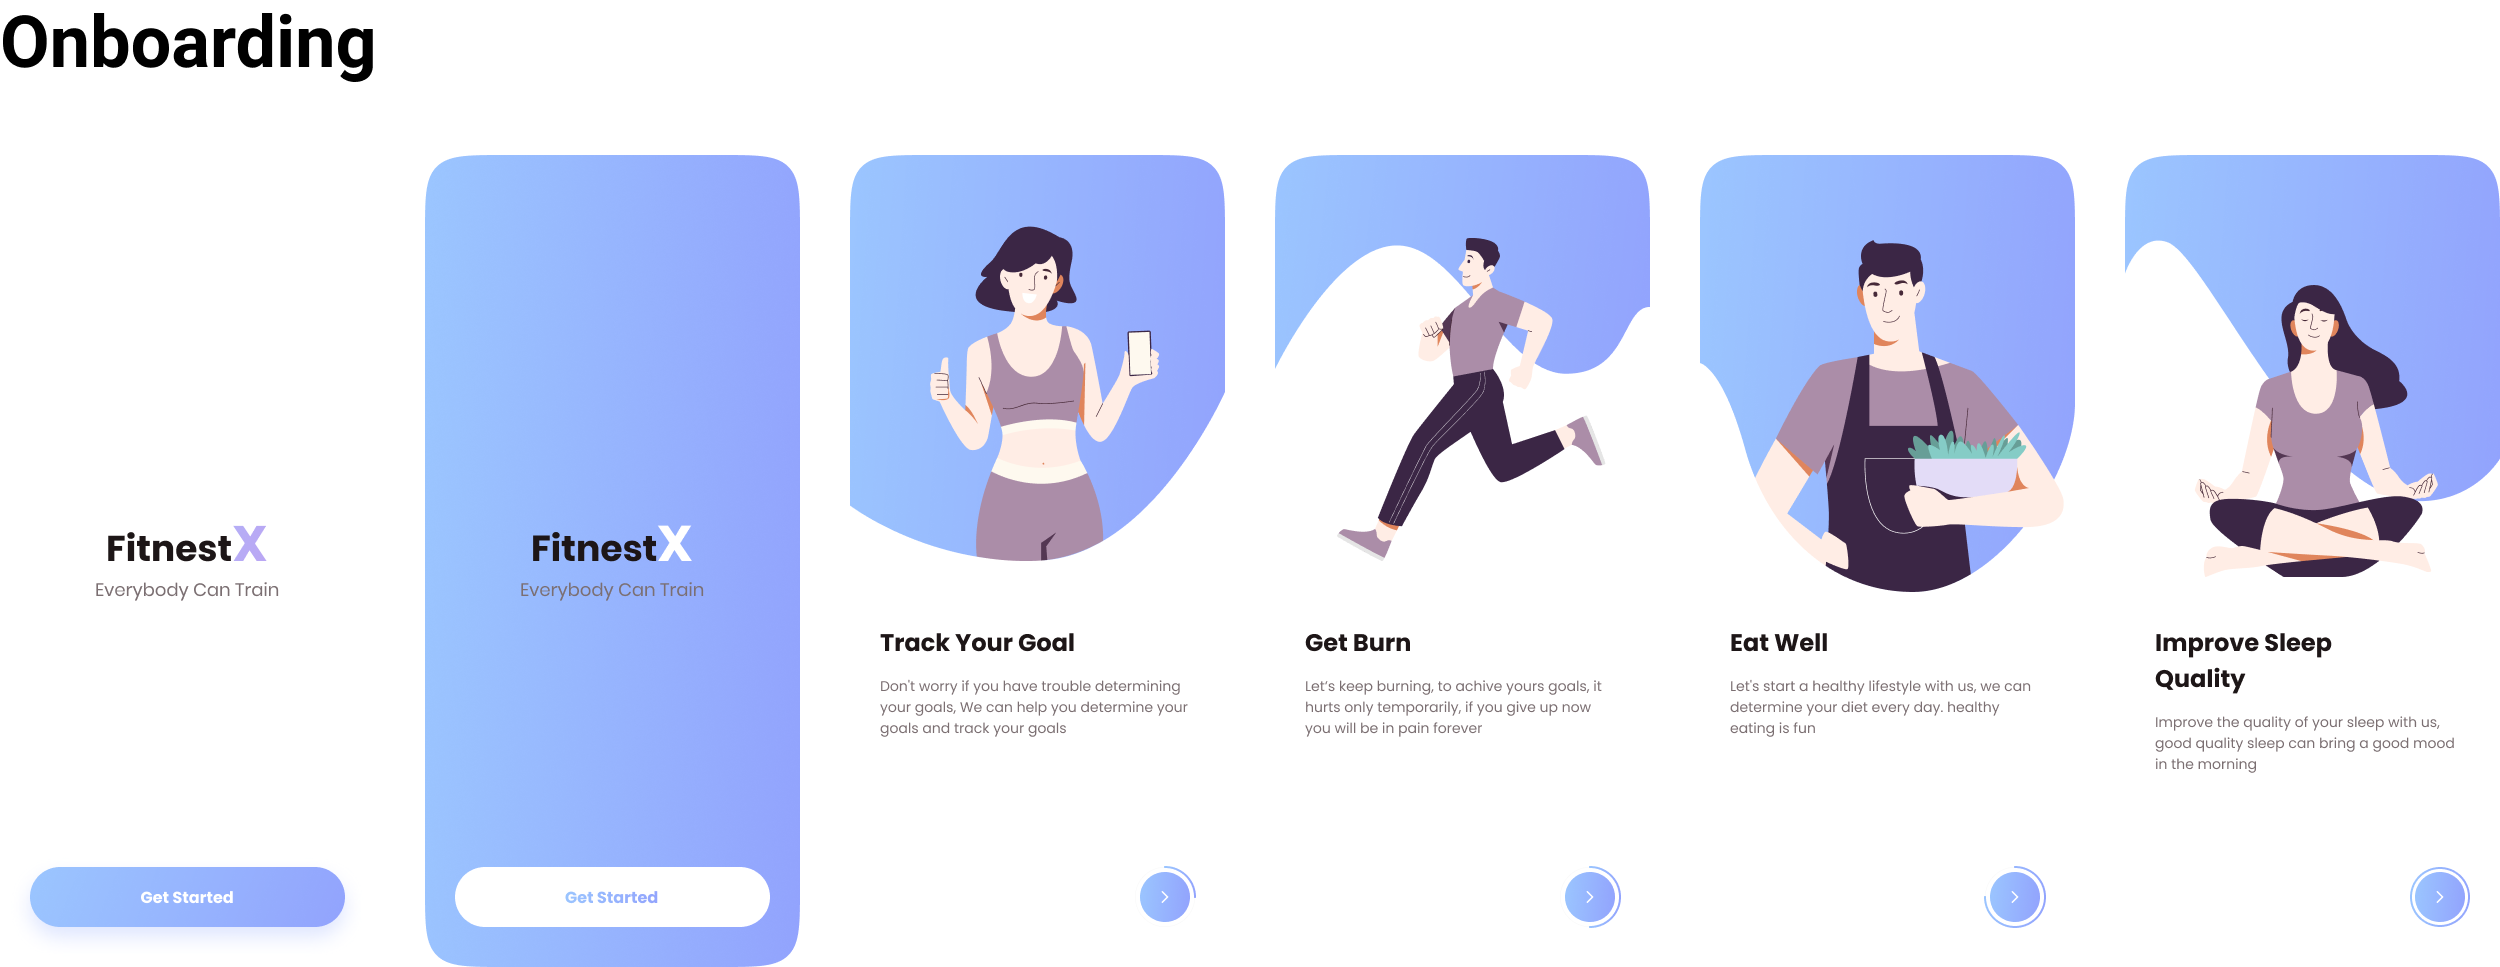 Onboarding
FitnestX
Everybody Can Train
Get Started
FitnestX
Everybody Can Train
Get Started
Track Your Goal
Don't worry if you have trouble determining
your goals, We can help you determine your
goals and track your goals
Get Burn
Let’s keep burning, to achive yours goals, it
hurts only temporarily, if you give up now
you will be in pain forever
Eat Well
Let's start a healthy lifestyle with us, we can
determine your diet every day. healthy
eating is fun
Improve Sleep
Quality
Improve the quality of your sleep with us,
good quality sleep can bring a good mood
in the morning